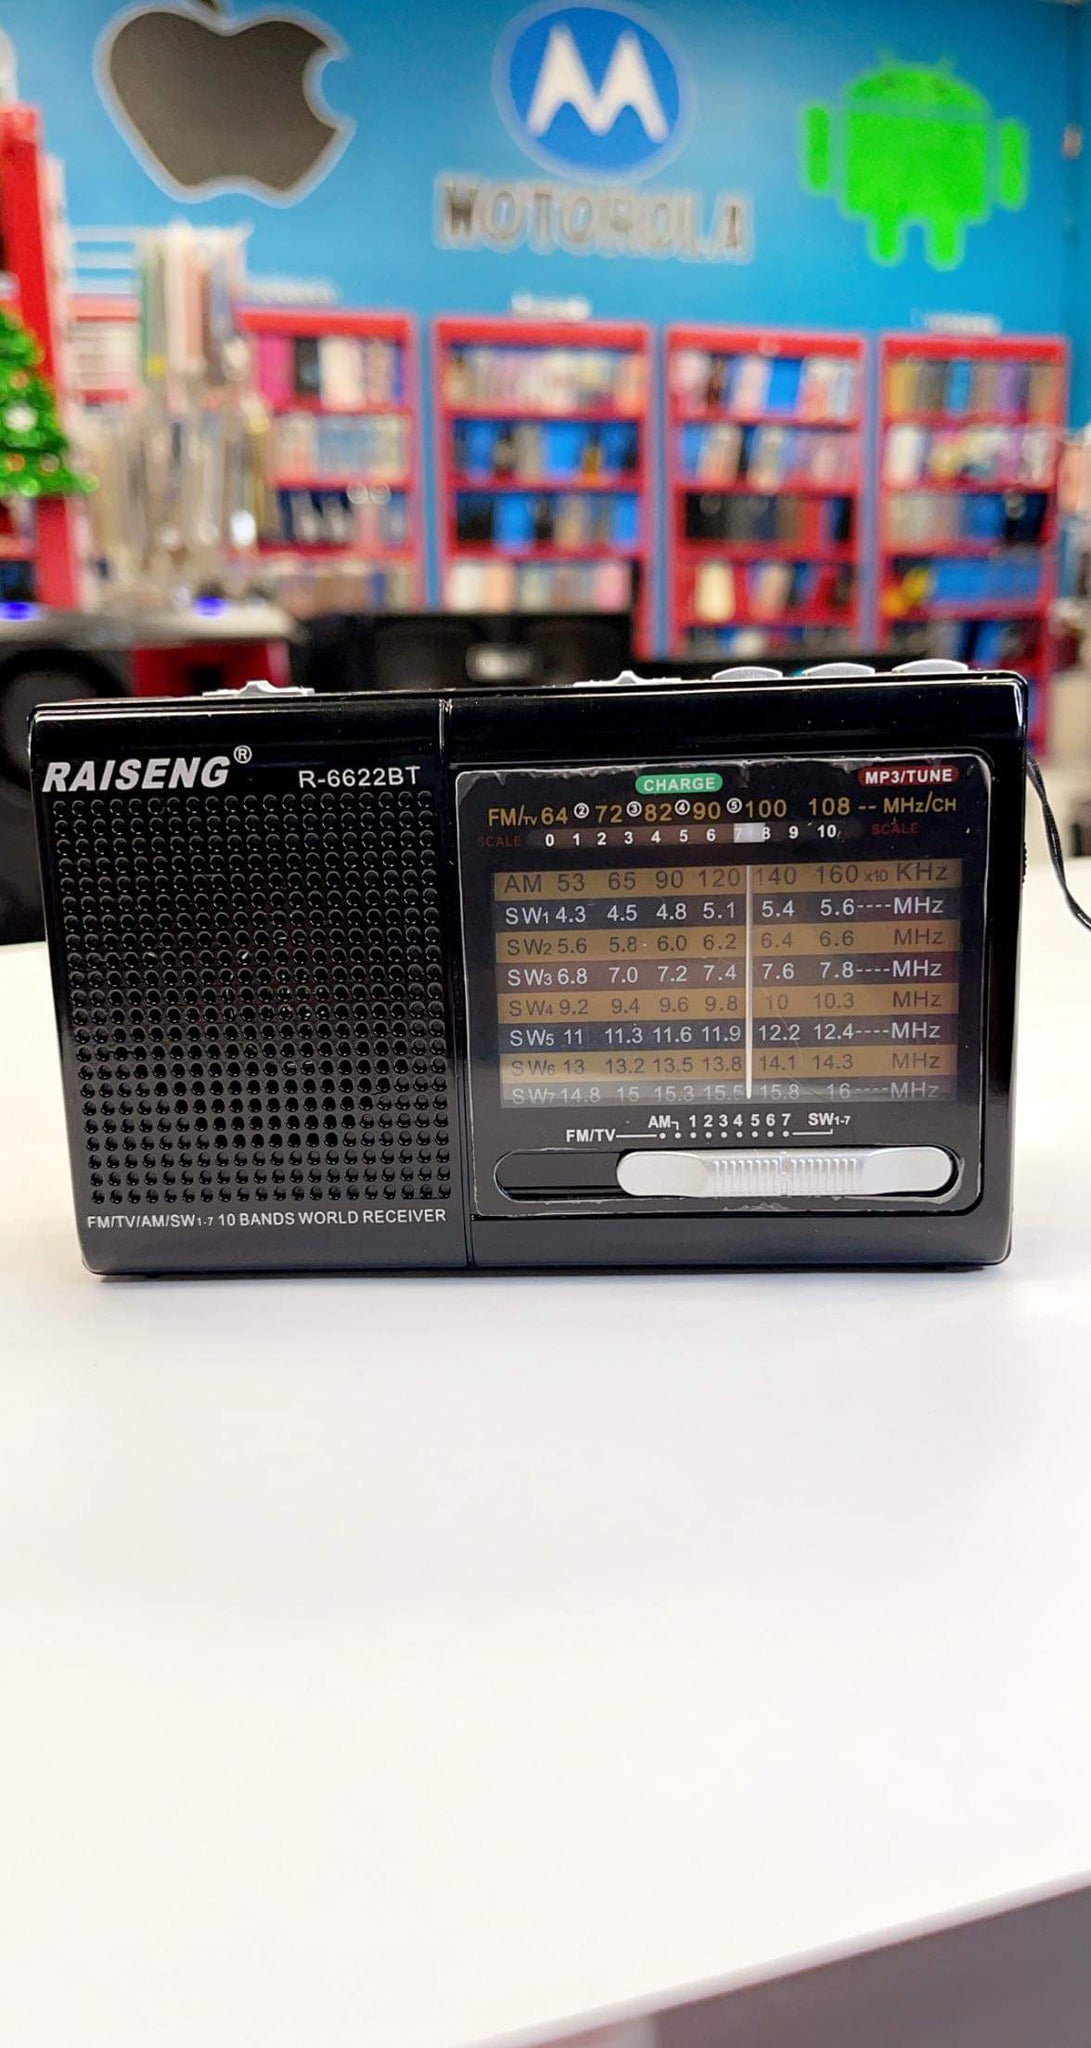 MOTOROLA
RAISENG®
R-6622BT
CHARGE
MP3/TUNE
FM/TV 64 ② 72 ③ 82 ④ 90 ⑤ 100 108 -- MHz/CH
SCALE 0 1 2 3 4 5 6 7 8 9 10 SCALE
AM 53 65 90 120 140 160 x10 KHz
SW1 4.3 4.5 4.8 5.1 5.4 5.6----MHz
SW2 5.6 5.8 6.0 6.2 6.4 6.6 MHz
SW3 6.8 7.0 7.2 7.4 7.6 7.8----MHz
SW4 9.2 9.4 9.6 9.8 10 10.3 MHz
SW5 11 11.3 11.6 11.9 12.2 12.4----MHz
SW6 13 13.2 13.5 13.8 14.1 14.3 MHz
SW7 14.8 15 15.3 15.5 15.8 16----MHz
AM 1 2 3 4 5 6 7 SW1-7
FM/TV
FM/TV/AM/SW1-7 10 BANDS WORLD RECEIVER